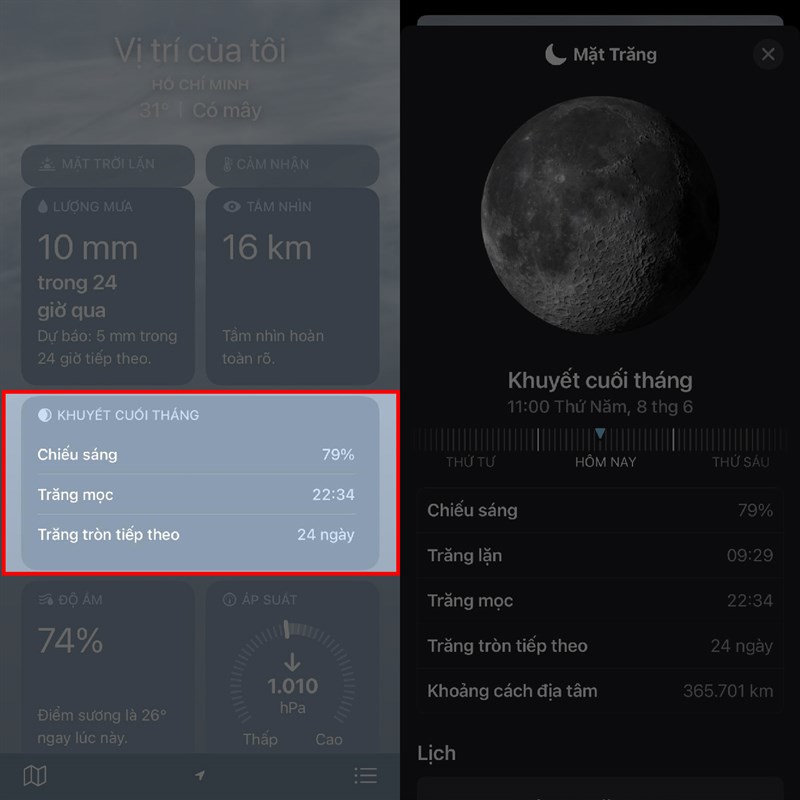 Vị trí của tôi
HỒ CHÍ MINH
31° | Có mây
MẶT TRỜI LẶN
CẢM NHẬN
LƯỢNG MƯA
10 mm
trong 24
giờ qua
Dự báo: 5 mm trong
24 giờ tiếp theo.
TẦM NHÌN
16 km
Tầm nhìn hoàn
toàn rõ.
KHUYẾT CUỐI THÁNG
Chiếu sáng 79%
Trăng mọc 22:34
Trăng tròn tiếp theo 24 ngày
ĐỘ ẨM
74%
Điểm sương là 26°
ngay lúc này.
ÁP SUẤT
1.010
hPa
Thấp Cao
Mặt Trăng
Khuyết cuối tháng
11:00 Thứ Năm, 8 thg 6
THỨ TƯ HÔM NAY THỨ SÁU
Chiếu sáng 79%
Trăng lặn 09:29
Trăng mọc 22:34
Trăng tròn tiếp theo 24 ngày
Khoảng cách địa tâm 365.701 km
Lịch